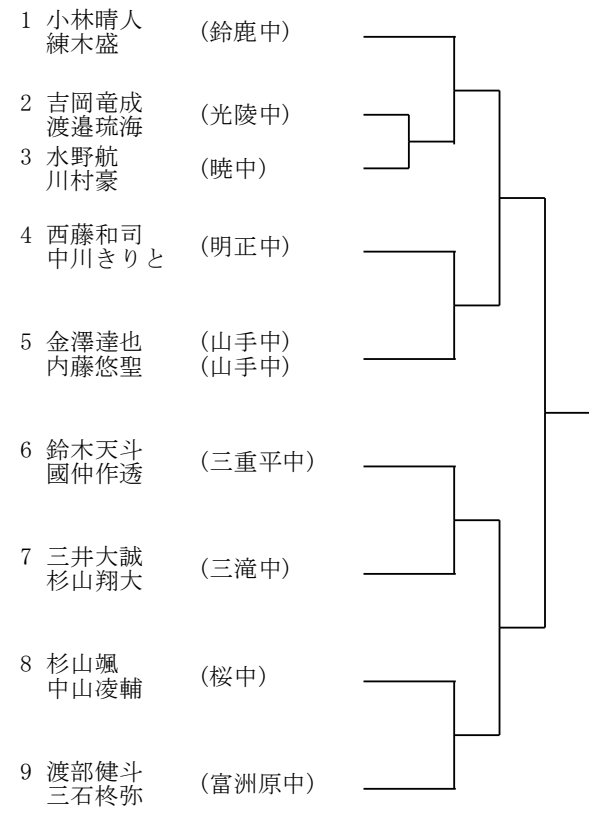 1 小林晴人
練木盛
(鈴鹿中)
2 吉岡竜成
渡邉琉海
(光陵中)
3 水野航
川村豪
(暁中)
4 西藤和司
中川きりと
(明正中)
5 金澤達也 (山手中)
内藤悠聖 (山手中)
6 鈴木天斗
國仲作透
(三重平中)
7 三井大誠
杉山翔大
(三滝中)
8 杉山颯
中山凌輔
(桜中)
9 渡部健斗
三石柊弥
(富洲原中)